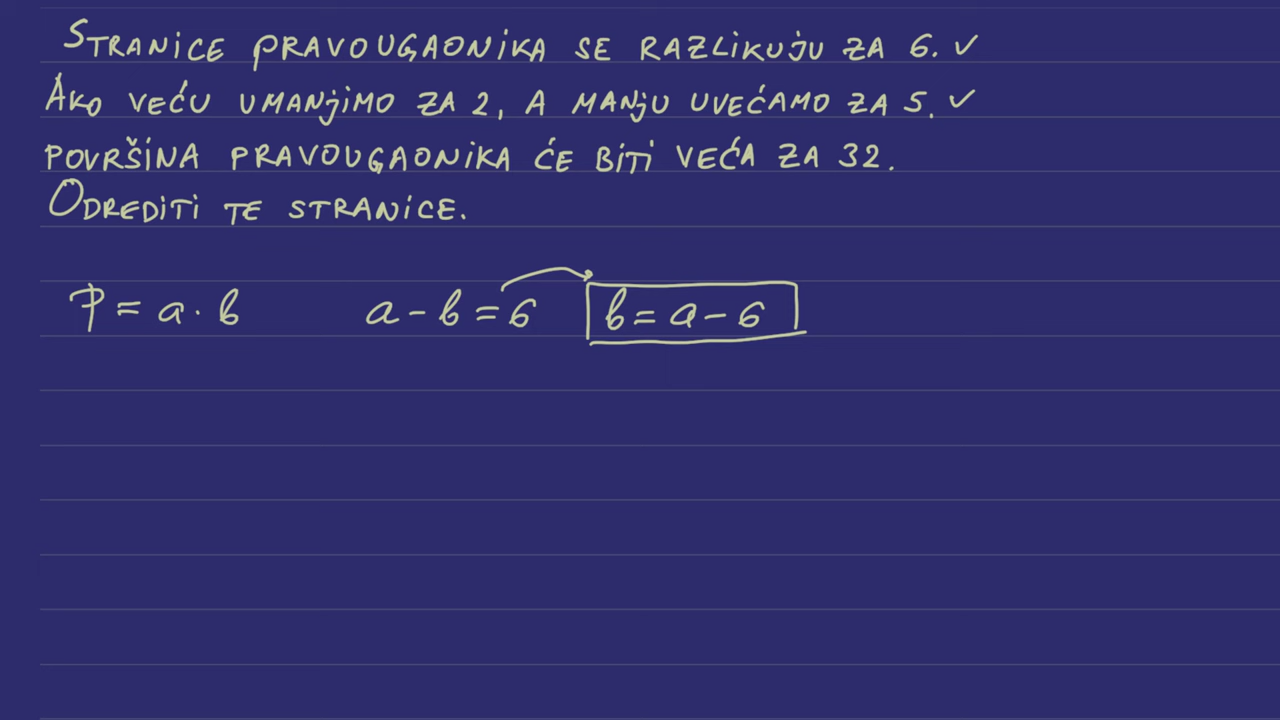 STRANICE PRAVOUGAONIKA SE RAZLIKUJU ZA 6. ✓
AKO VEĆU UMANJIMO ZA 2, A MANJU UVEĆAMO ZA 5. ✓
POVRŠINA PRAVOUGAONIKA ĆE BITI VEĆA ZA 32.
ODREDITI TE STRANICE.
P = a · b a - b = 6 b = a - 6